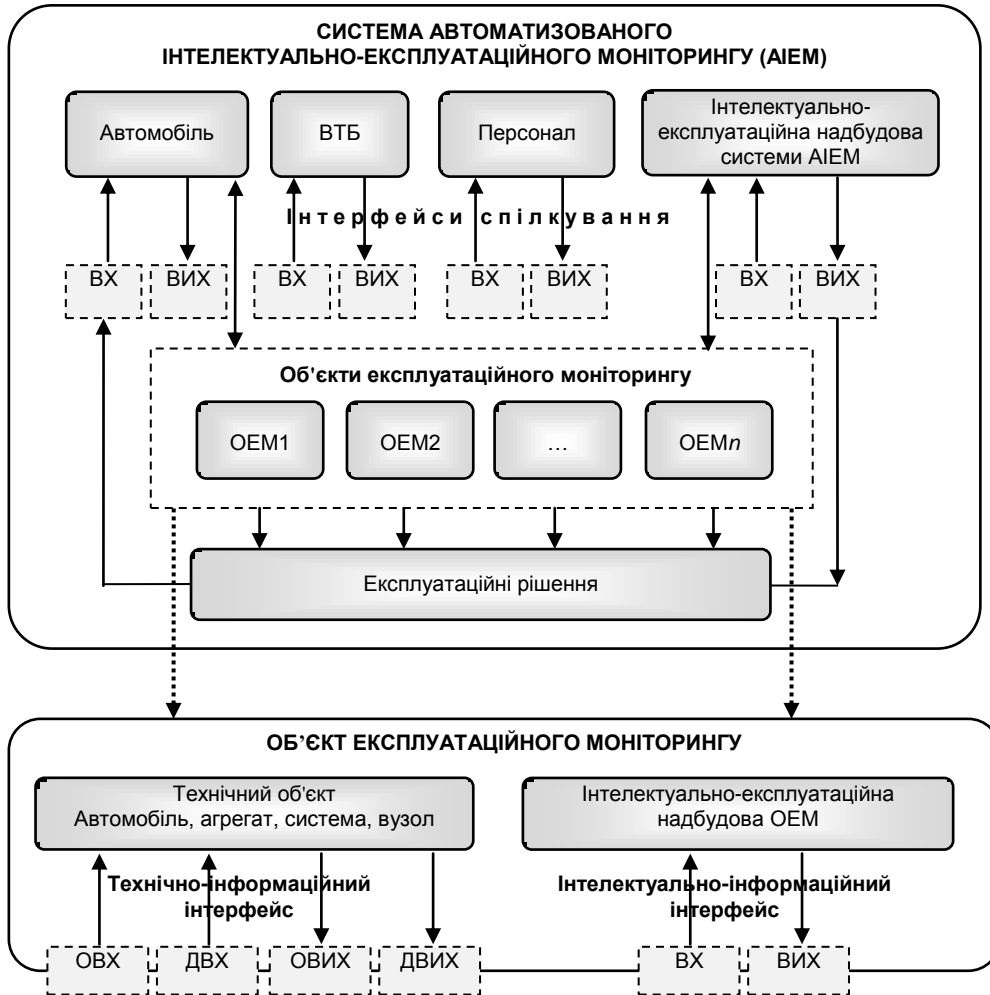 СИСТЕМА АВТОМАТИЗОВАНОГО
ІНТЕЛЕКТУАЛЬНО-ЕКСПЛУАТАЦІЙНОГО МОНІТОРИНГУ (АІЕМ)
Автомобіль
ВТБ
Персонал
Інтелектуально-
експлуатаційна надбудова
системи АІЕМ
Інтерфейси спілкування
ВХ
ВИХ
ВХ
ВИХ
ВХ
ВИХ
ВХ
ВИХ
Об'єкти експлуатаційного моніторингу
ОЕМ1
ОЕМ2
…
ОЕМn
Експлуатаційні рішення
ОБ’ЄКТ ЕКСПЛУАТАЦІЙНОГО МОНІТОРИНГУ
Технічний об'єкт
Автомобіль, агрегат, система, вузол
Інтелектуально-експлуатаційна
надбудова ОЕМ
Технічно-інформаційний
інтерфейс
Інтелектуально-інформаційний
інтерфейс
ОВХ
ДВХ
ОВИХ
ДВИХ
ВХ
ВИХ